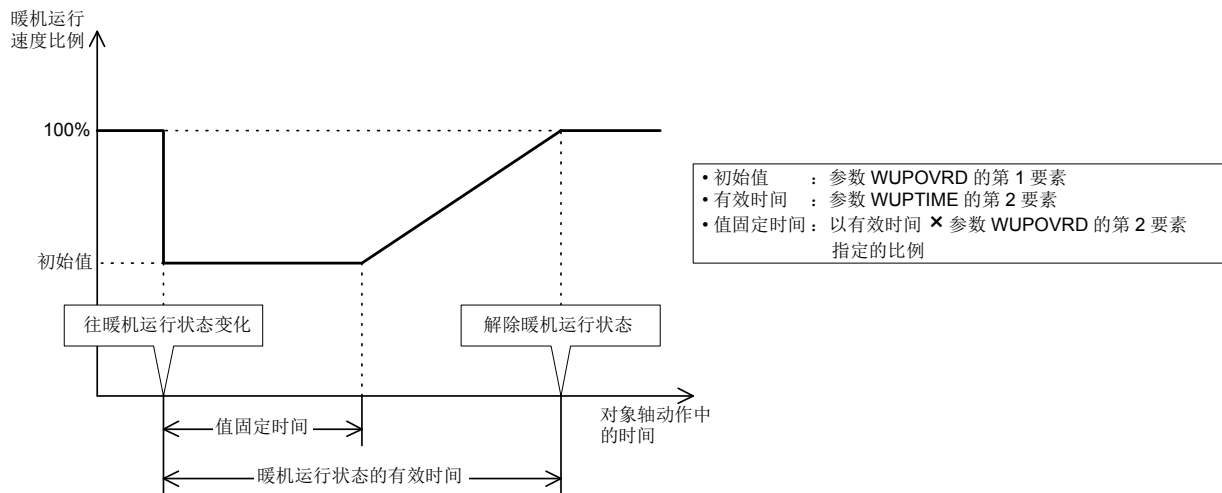 暖机运行
速度比例
100%
• 初始值 ： 参数 WUPOVRD 的第 1 要素
• 有效时间 ： 参数 WUPTIME 的第 2 要素
• 值固定时间 ： 以有效时间 × 参数 WUPOVRD 的第 2 要素
指定的比例
初始值
往暖机运行状态变化
解除暖机运行状态
对象轴动作中
的时间
值固定时间
暖机运行状态的有效时间